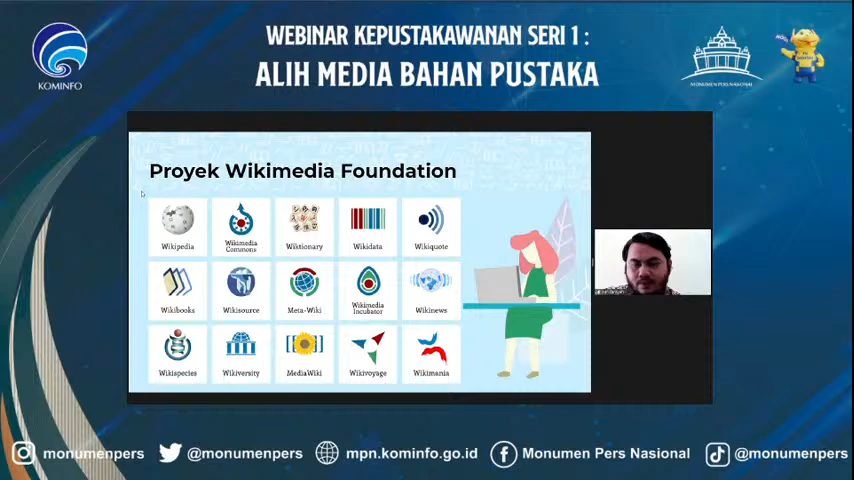 WEBINAR KEPUSTAKAWANAN SERI 1 :
ALIH MEDIA BAHAN PUSTAKA
KOMINFO
MONUMEN PERS NASIONAL
Proyek Wikimedia Foundation
Wikipedia
Wikimedia Commons
Wiktionary
Wikidata
Wikiquote
Wikibooks
Wikisource
Meta-Wiki
Wikimedia Incubator
Wikinews
Wikispecies
Wikiversity
MediaWiki
Wikivoyage
Wikimania
monumenpers
@monumenpers
mpn.kominfo.go.id
Monumen Pers Nasional
@monumenpers